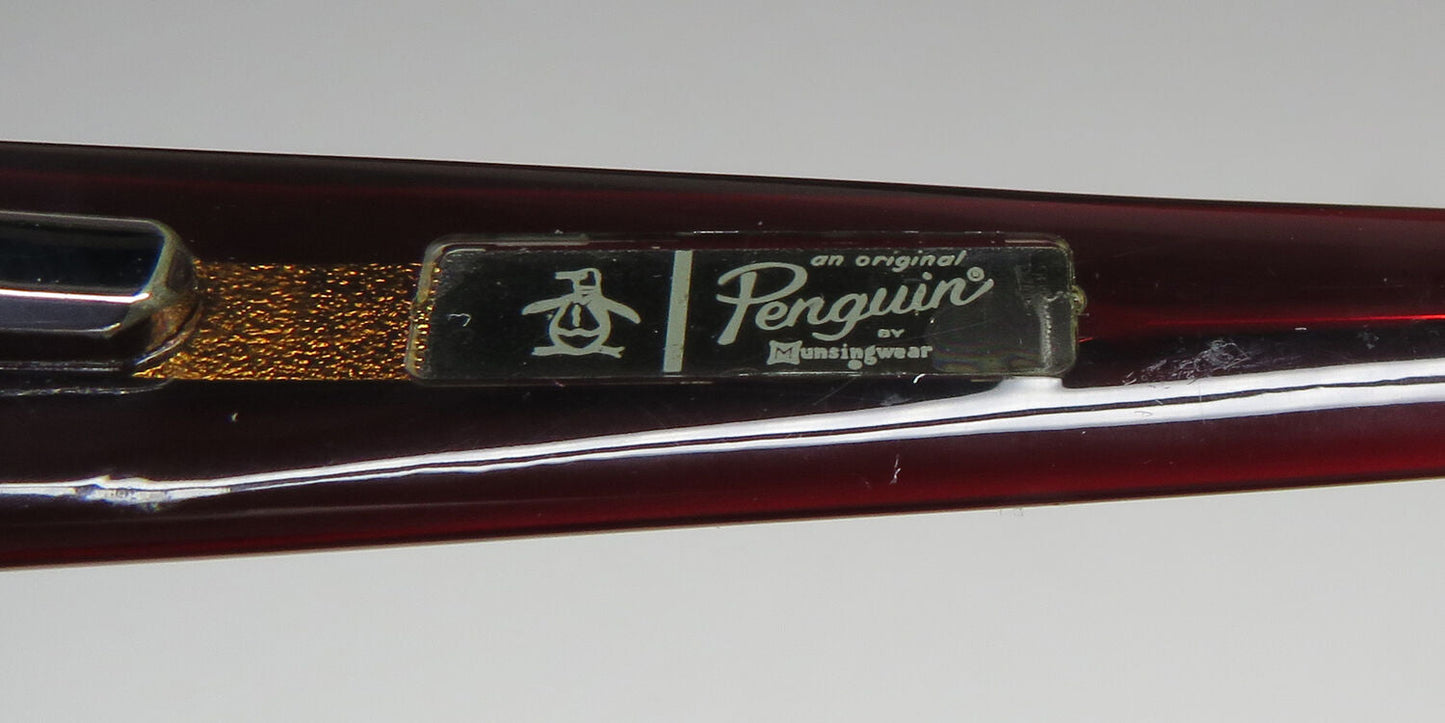 an original
Penguin®
BY
Munsingwear